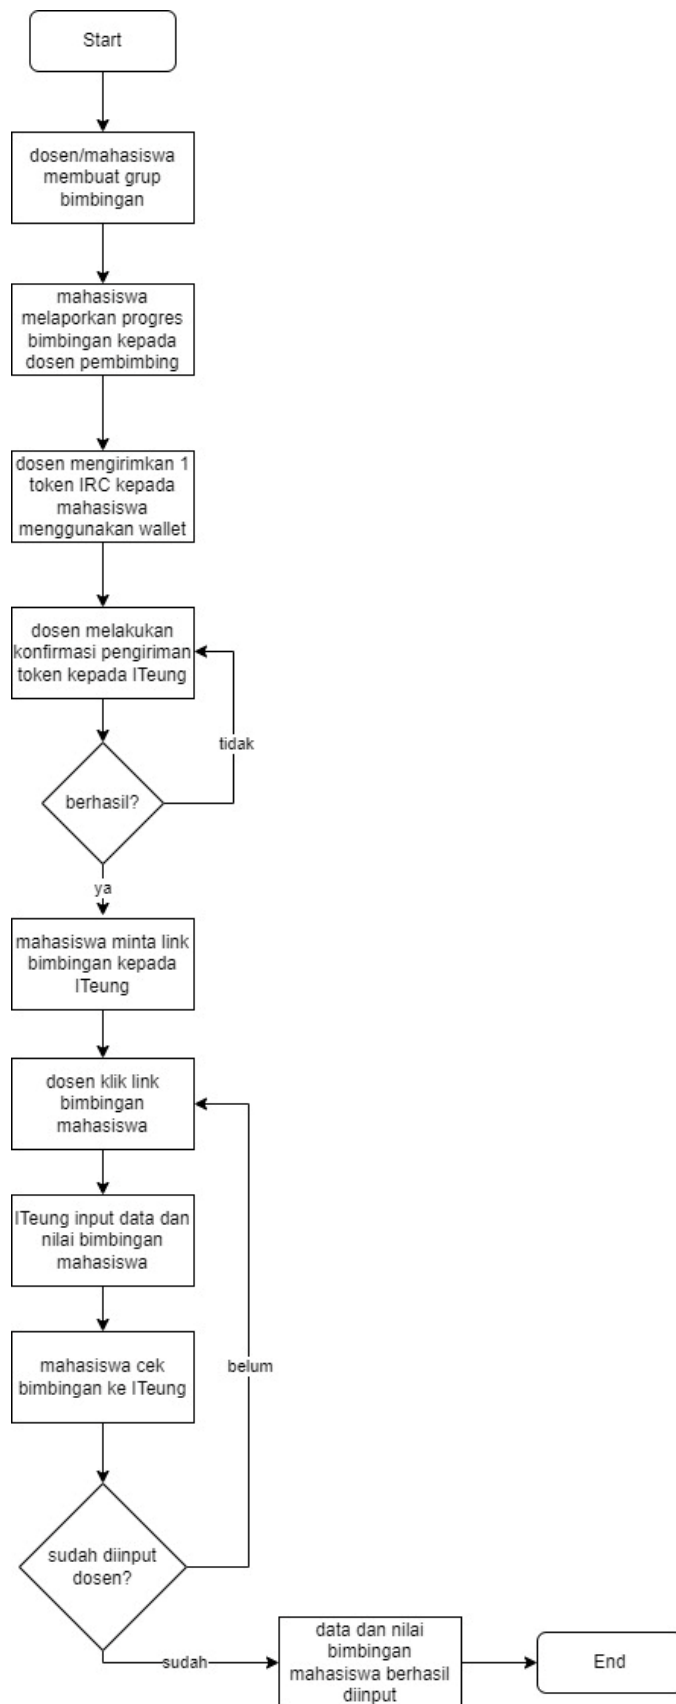 Start
dosen/mahasiswa
membuat grup
bimbingan
mahasiswa
melaporkan progres
bimbingan kepada
dosen pembimbing
dosen mengirimkan 1
token IRC kepada
mahasiswa
menggunakan wallet
dosen melakukan
konfirmasi pengiriman
token kepada ITeung
tidak
berhasil?
ya
mahasiswa minta link
bimbingan kepada
ITeung
dosen klik link
bimbingan
mahasiswa
ITeung input data dan
nilai bimbingan
mahasiswa
mahasiswa cek
bimbingan ke ITeung
belum
sudah diinput
dosen?
sudah
data dan nilai
bimbingan
mahasiswa berhasil
diinput
End